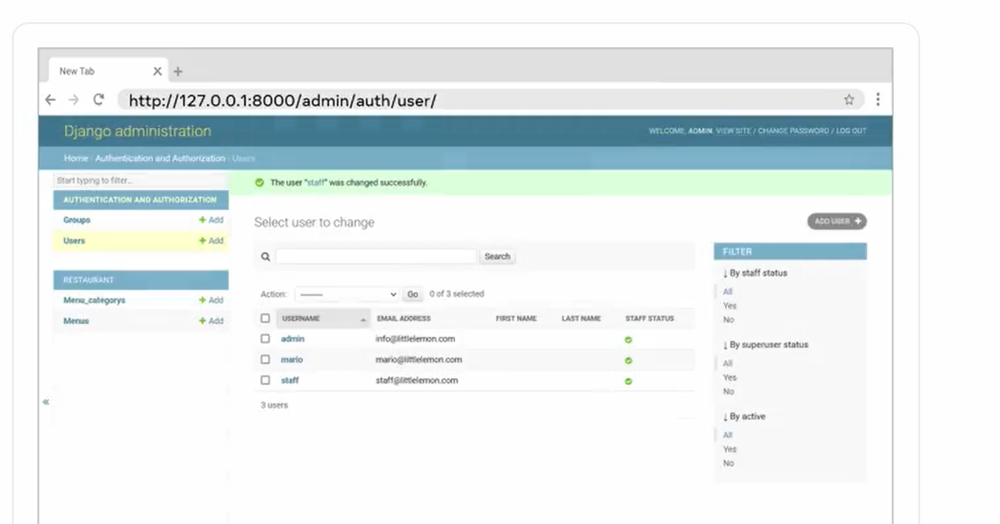 New Tab
http://127.0.0.1:8000/admin/auth/user/
Django administration
WELCOME, ADMIN. VIEW SITE / CHANGE PASSWORD / LOG OUT
Home › Authentication and Authorization › Users
Start typing to filter...
The user "staff" was changed successfully.
AUTHENTICATION AND AUTHORIZATION
Groups + Add
Users + Add
RESTAURANT
Menu_categorys + Add
Menus + Add
«
Select user to change
ADD USER +
Search
Action: --------- Go 0 of 3 selected
USERNAME EMAIL ADDRESS FIRST NAME LAST NAME STAFF STATUS
admin info@littlelemon.com
mario mario@littlelemon.com
staff staff@littlelemon.com
3 users
FILTER
↓ By staff status
All
Yes
No
↓ By superuser status
All
Yes
No
↓ By active
All
Yes
No